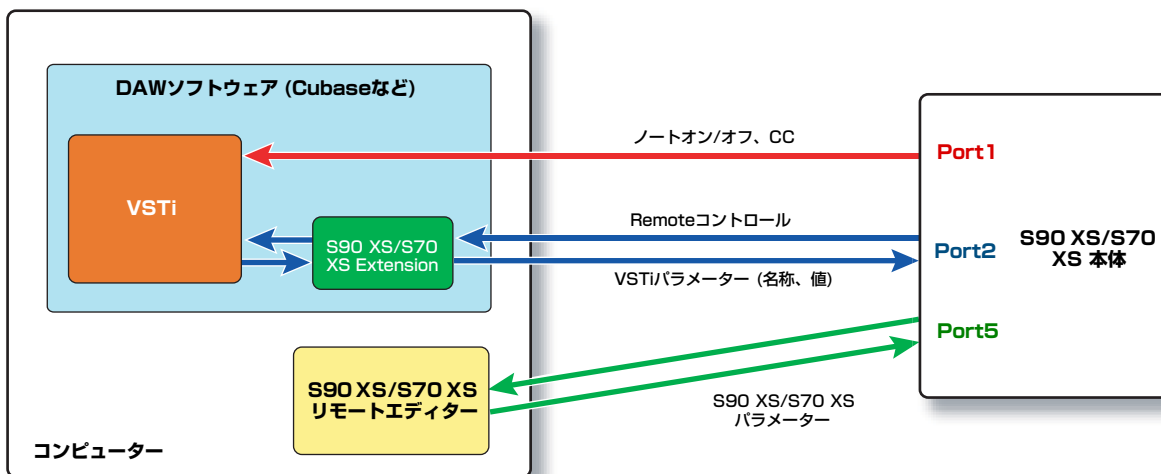 DAWソフトウェア (Cubaseなど)
VSTi
S90 XS/S70
XS Extension
ノートオン/オフ、CC
Remoteコントロール
VSTiパラメーター (名称、値)
Port1
Port2
Port5
S90 XS/S70
XS 本体
S90 XS/S70 XS
リモートエディター
S90 XS/S70 XS
パラメーター
コンピューター